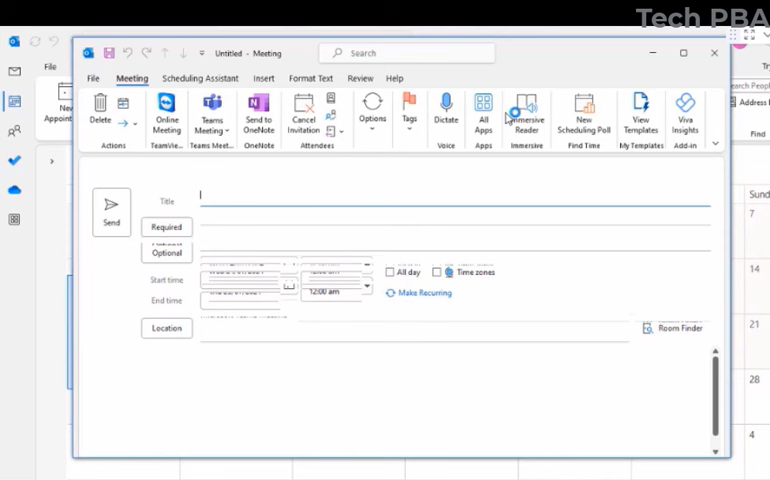 Tech PBA
Untitled - Meeting
Search
File
Try
File Meeting Scheduling Assistant Insert Format Text Review Help
Search People
New
Address
Delete
Online
Meeting
Teams
Meeting
Send to
OneNote
Cancel
Invitation
Options
Tags
Dictate
All
Apps
Immersive
Reader
New
Scheduling Poll
View
Templates
Viva
Insights
Actions TeamView... Teams Meet... OneNote Attendees Voice Apps Immersive Find Time My Templates Add-in
Find
Title
Send
Required
Optional
Start time
All day Time zones
End time
12:00 am
Make Recurring
Location
Room Finder
7
14
21
28
4